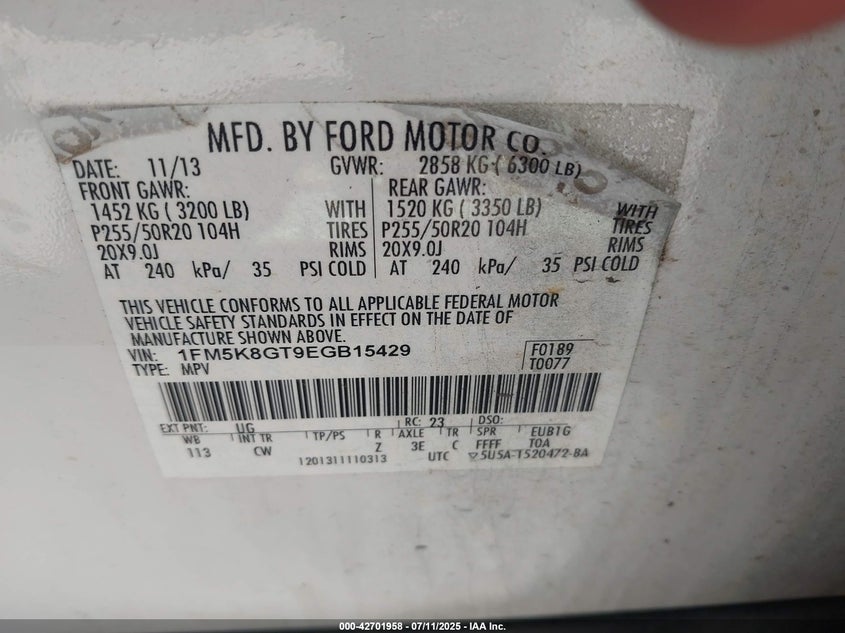 MFD. BY FORD MOTOR CO.
DATE: 11/13 GVWR: 2858 KG ( 6300 LB)
FRONT GAWR: REAR GAWR:
1452 KG ( 3200 LB) WITH 1520 KG ( 3350 LB) WITH
P255/50R20 104H TIRES P255/50R20 104H TIRES
20X9.0J RIMS 20X9.0J RIMS
AT 240 kPa/ 35 PSI COLD AT 240 kPa/ 35 PSI COLD
THIS VEHICLE CONFORMS TO ALL APPLICABLE FEDERAL MOTOR
VEHICLE SAFETY STANDARDS IN EFFECT ON THE DATE OF
MANUFACTURE SHOWN ABOVE.
VIN: 1FM5K8GT9EGB15429 F0189
TYPE: MPV T0077
EXT PNT: UG RC: 23 DSO:
WB INT TR TP/PS R AXLE TR SPR EUB1G
113 CW Z 3E C FFFF TOA
1201311110313 UTC ▽5U5A-1520472-BA
000-42701958 - 07/11/2025 - IAA Inc.